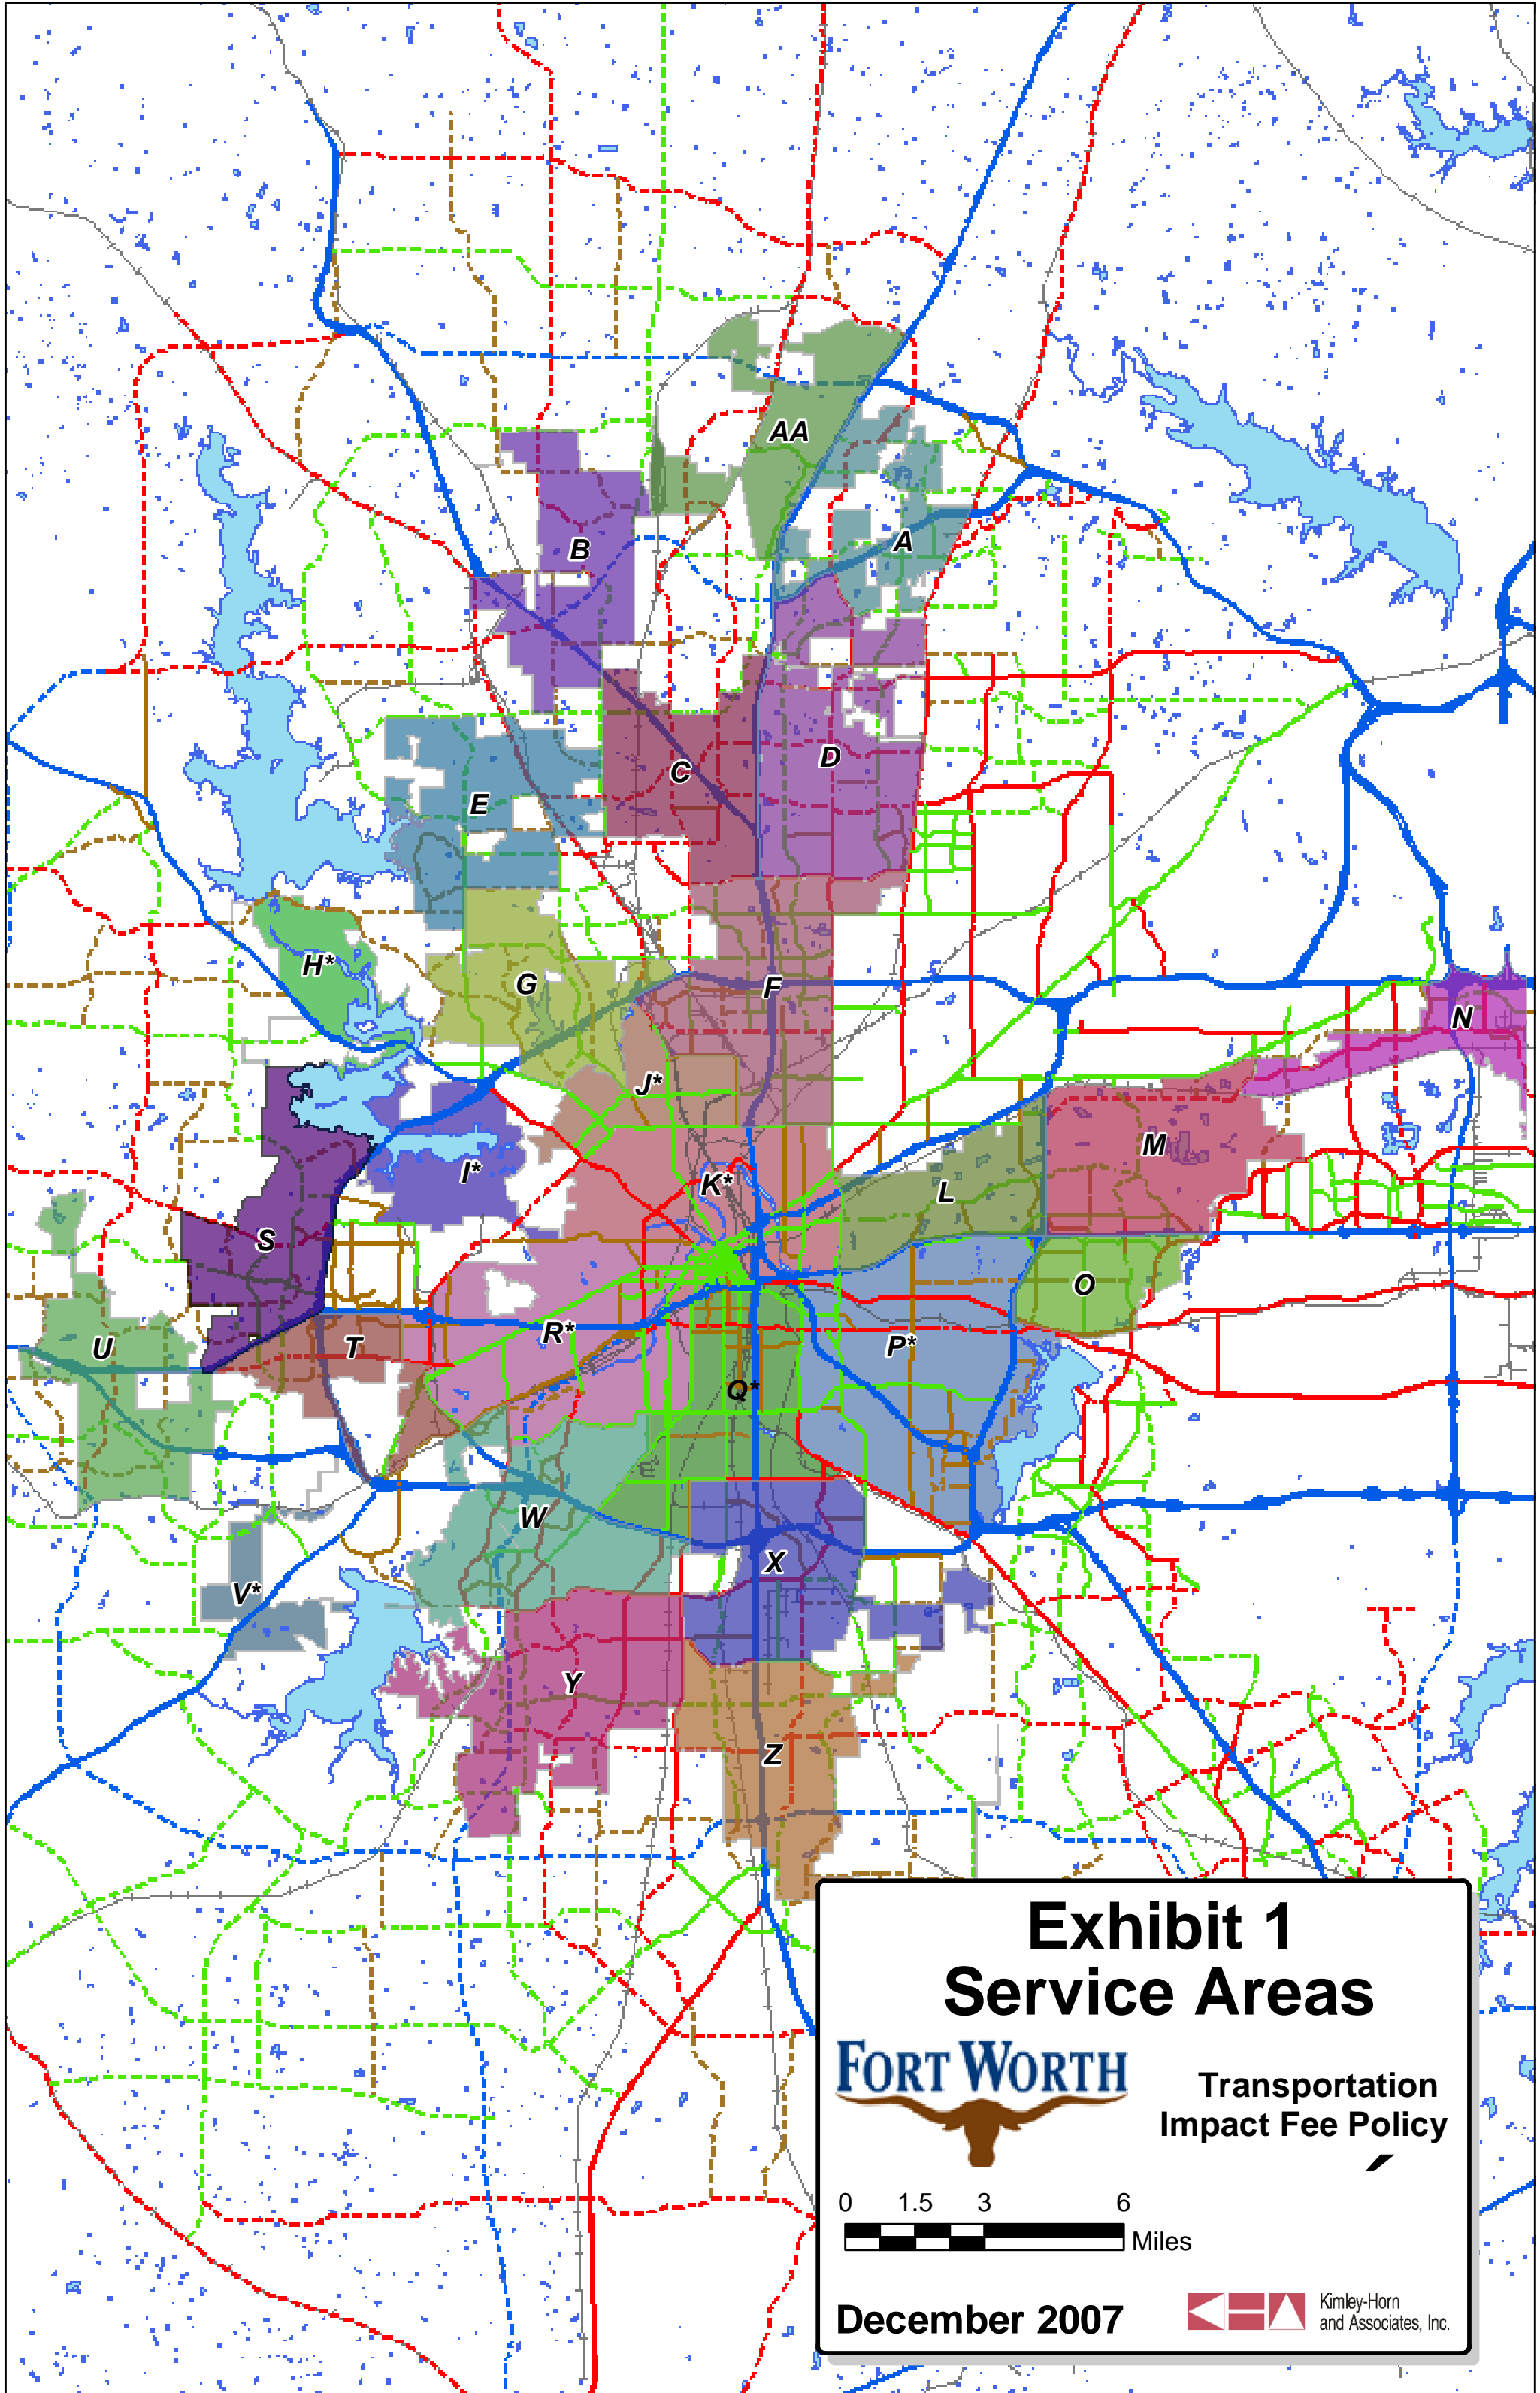 AA
A
B
C
D
E
F
G
H*
I*
J*
K*
L
M
N
O
P*
Q*
R*
S
T
U
V*
W
X
Y
Z
Exhibit 1
Service Areas
FORT WORTH
Transportation
Impact Fee Policy
0 1.5 3 6
Miles
December 2007
Kimley-Horn
and Associates, Inc.